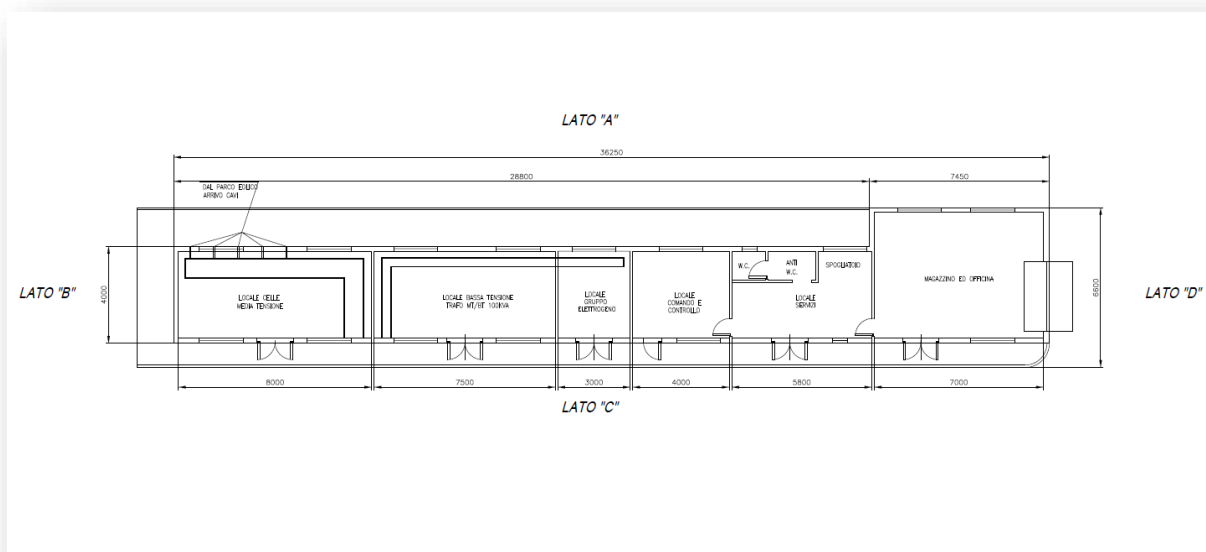 LATO "A"
36250
28800
7450
DAL PARCO EOLICO
ARRIVO CAVI
LATO "B"
4000
LOCALE CELLE
MEDIA TENSIONE
LOCALE BASSA TENSIONE
TRAFO MT/BT 100KVA
LOCALE
GRUPPO
ELETTROGENO
LOCALE
COMANDO E
CONTROLLO
W.C.
ANTI
W.C.
SPOGLIATOIO
LOCALE
SERVIZI
MAGAZZINO ED OFFICINA
6600
LATO "D"
8000
7500
3000
4000
5800
7000
LATO "C"